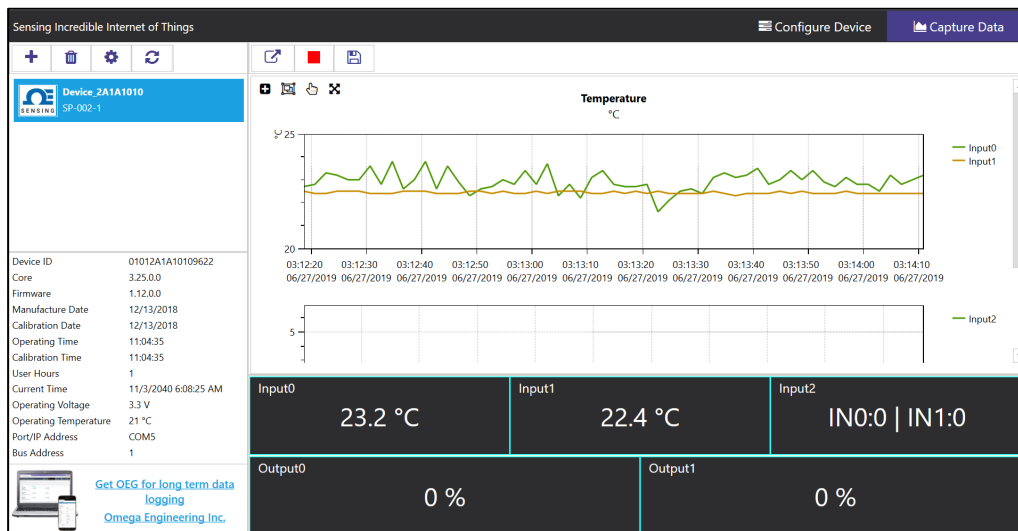 Sensing Incredible Internet of Things
Configure Device
Capture Data
SENSING
Device_2A1A1010
SP-002-1
Device ID 01012A1A10109622
Core 3.25.0.0
Firmware 1.12.0.0
Manufacture Date 12/13/2018
Calibration Date 12/13/2018
Operating Time 11:04:35
Calibration Time 11:04:35
User Hours 1
Current Time 11/3/2040 6:08:25 AM
Operating Voltage 3.3 V
Operating Temperature 21 °C
Port/IP Address COM5
Bus Address 1
Get OEG for long term data
logging
Omega Engineering Inc.
Temperature
°C
°C
25
20
03:12:20 03:12:30 03:12:40 03:12:50 03:13:00 03:13:10 03:13:20 03:13:30 03:13:40 03:13:50 03:14:00 03:14:10
06/27/2019 06/27/2019 06/27/2019 06/27/2019 06/27/2019 06/27/2019 06/27/2019 06/27/2019 06/27/2019 06/27/2019 06/27/2019 06/27/2019
Input0
Input1
5
Input2
Input0
23.2 °C
Input1
22.4 °C
Input2
IN0:0 | IN1:0
Output0
0 %
Output1
0 %